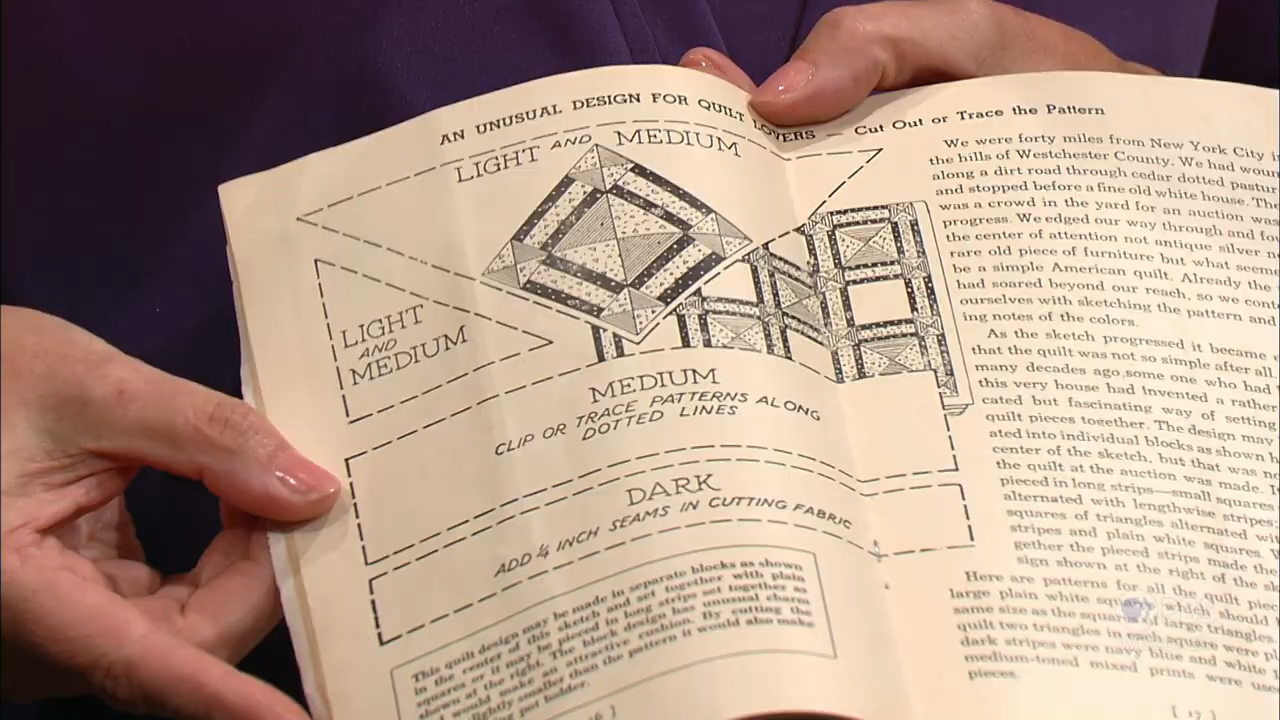 AN UNUSUAL DESIGN FOR QUILT LOVERS — Cut Out or Trace the Pattern
LIGHT AND MEDIUM
LIGHT
AND
MEDIUM
MEDIUM
CLIP OR TRACE PATTERNS ALONG
DOTTED LINES
DARK
ADD ¼ INCH SEAMS IN CUTTING FABRIC
This quilt design may be made in separate blocks as shown
in the center of this sketch and set together with plain
squares or it may be pieced in long strips set together as
shown at the right. The block design has unusual charm
and would make an attractive cushion. By cutting the
slightly smaller than the pattern it would also make
pot holder.
We were forty miles from New York City
the hills of Westchester County. We had
along a dirt road through cedar dotted
and stopped before a fine old white house.
was a crowd in the yard for an auction was
progress. We edged our way through and
the center of attention not antique silver
rare old piece of furniture but what
be a simple American quilt. Already the
had soared beyond our reach, so we
ourselves with sketching the pattern and
ing notes of the colors.
As the sketch progressed it became
that the quilt was not so simple after all.
many decades ago some one who had
this very house had invented a rather
cated but fascinating way of setting
quilt pieces together. The design may
ated into individual blocks as shown
center of the sketch, but that was
the quilt at the auction was made.
pieced in long strips—small squares
alternated with lengthwise stripes
squares of triangles alternated
stripes and plain white squares.
gether the pieced strips made the
sign shown at the right of the
Here are patterns for all the quilt
large plain white squares which should
same size as the squares of large triangles
quilt two triangles in each square were
dark stripes were navy blue and white
medium-toned mixed prints were
pieces.
( 17 )